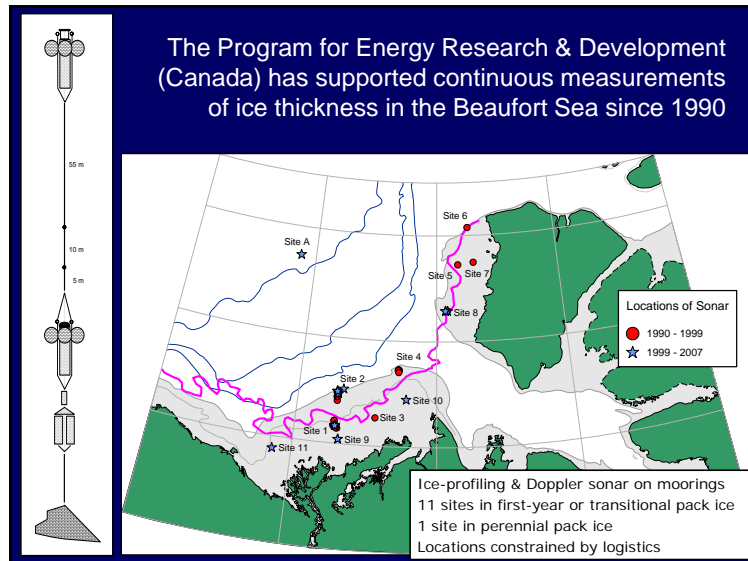 The Program for Energy Research & Development
(Canada) has supported continuous measurements
of ice thickness in the Beaufort Sea since 1990
55 m
10 m
5 m
Site 6
Site A
Site 5
Site 7
Site 8
Site 4
Site 2
Site 10
Site 3
Site 1
Site 9
Site 11
Locations of Sonar
1990 - 1999
1999 - 2007
Ice-profiling & Doppler sonar on moorings
11 sites in first-year or transitional pack ice
1 site in perennial pack ice
Locations constrained by logistics